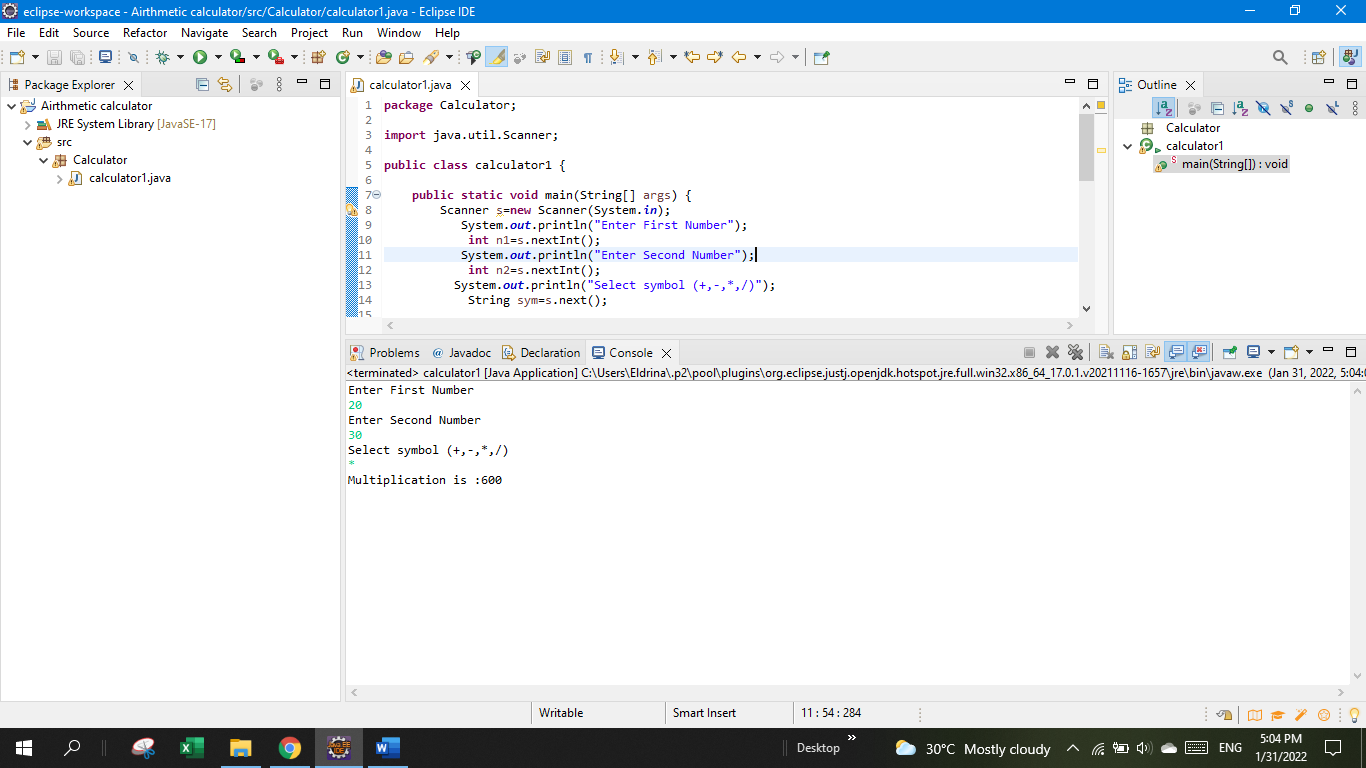 eclipse-workspace - Airthmetic calculator/src/Calculator/calculator1.java - Eclipse IDE
File Edit Source Refactor Navigate Search Project Run Window Help
Package Explorer
Airthmetic calculator
JRE System Library [JavaSE-17]
src
Calculator
calculator1.java
calculator1.java
1 package Calculator;
2
3 import java.util.Scanner;
4
5 public class calculator1 {
6
7 public static void main(String[] args) {
8 Scanner s=new Scanner(System.in);
9 System.out.println("Enter First Number");
10 int n1=s.nextInt();
11 System.out.println("Enter Second Number");
12 int n2=s.nextInt();
13 System.out.println("Select symbol (+,-,*,/)");
14 String sym=s.next();
15
Outline
Calculator
calculator1
main(String[]) : void
Problems @ Javadoc Declaration Console
<terminated> calculator1 [Java Application] C:\Users\Eldrina\.p2\pool\plugins\org.eclipse.justj.openjdk.hotspot.jre.full.win32.x86_64_17.0.1.v20211116-1657\jre\bin\javaw.exe (Jan 31, 2022, 5:04:0
Enter First Number
20
Enter Second Number
30
Select symbol (+,-,*,/)
*
Multiplication is :600
Writable Smart Insert 11 : 54 : 284
Desktop 30°C Mostly cloudy ENG
5:04 PM
1/31/2022